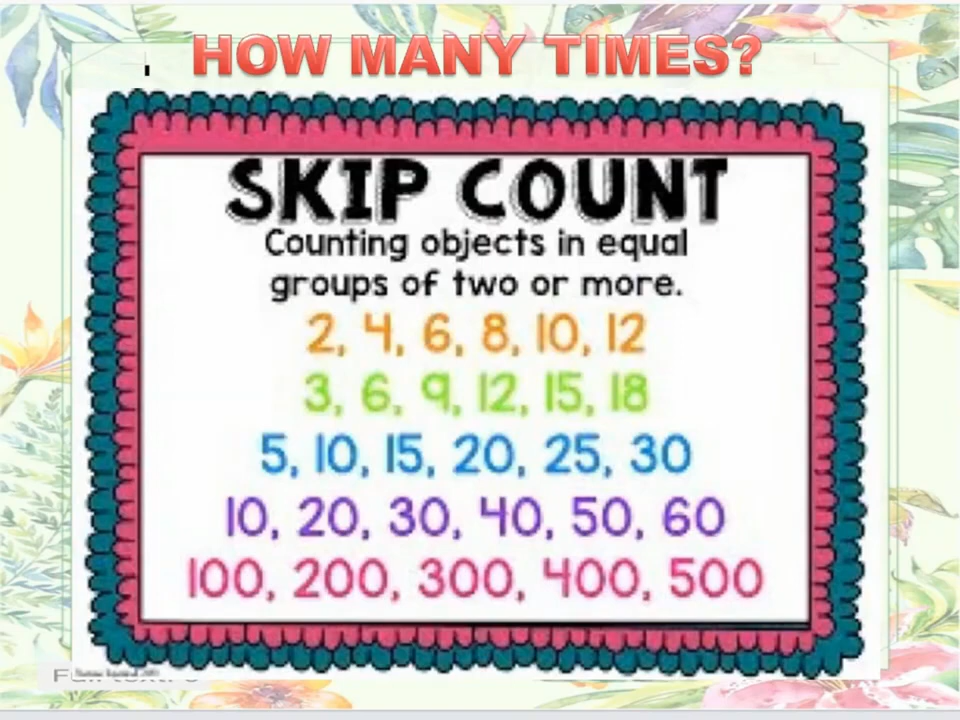 HOW MANY TIMES?
SKIP COUNT
Counting objects in equal
groups of two or more.
2, 4, 6, 8, 10, 12
3, 6, 9, 12, 15, 18
5, 10, 15, 20, 25, 30
10, 20, 30, 40, 50, 60
100, 200, 300, 400, 500